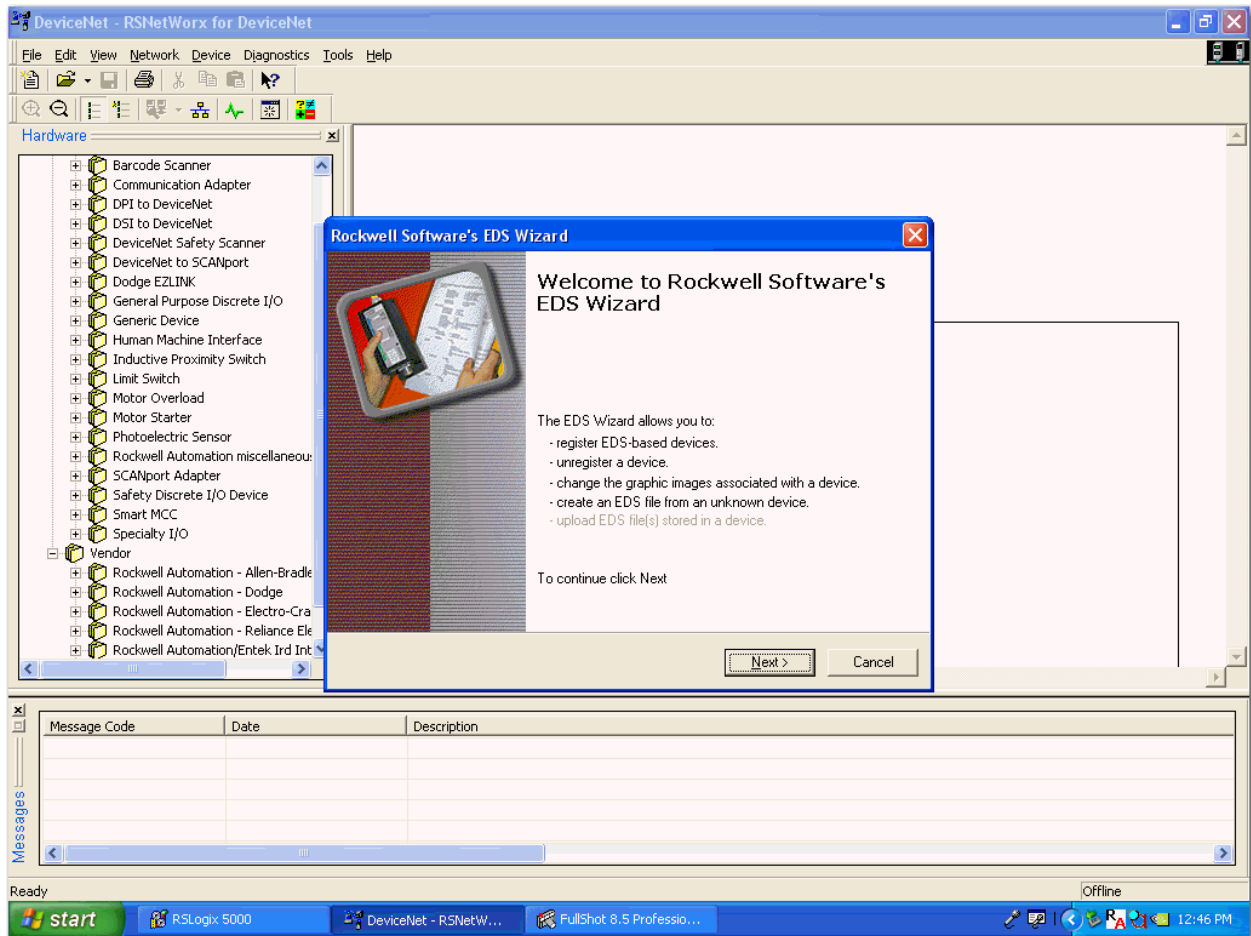 DeviceNet - RSNetWorx for DeviceNet
File Edit View Network Device Diagnostics Tools Help
Hardware
Barcode Scanner
Communication Adapter
DPI to DeviceNet
DSI to DeviceNet
DeviceNet Safety Scanner
DeviceNet to SCANport
Dodge EZLINK
General Purpose Discrete I/O
Generic Device
Human Machine Interface
Inductive Proximity Switch
Limit Switch
Motor Overload
Motor Starter
Photoelectric Sensor
Rockwell Automation miscellaneou
SCANport Adapter
Safety Discrete I/O Device
Smart MCC
Specialty I/O
Vendor
Rockwell Automation - Allen-Bradle
Rockwell Automation - Dodge
Rockwell Automation - Electro-Cra
Rockwell Automation - Reliance Ele
Rockwell Automation/Entek Ird Int
Rockwell Software's EDS Wizard
Welcome to Rockwell Software's
EDS Wizard
The EDS Wizard allows you to:
- register EDS-based devices.
- unregister a device.
- change the graphic images associated with a device.
- create an EDS file from an unknown device.
- upload EDS file(s) stored in a device.
To continue click Next
Next >
Cancel
Message Code Date Description
Messages
Ready
Offline
start
RSLogix 5000
DeviceNet - RSNetW...
FullShot 8.5 Professio...
12:46 PM